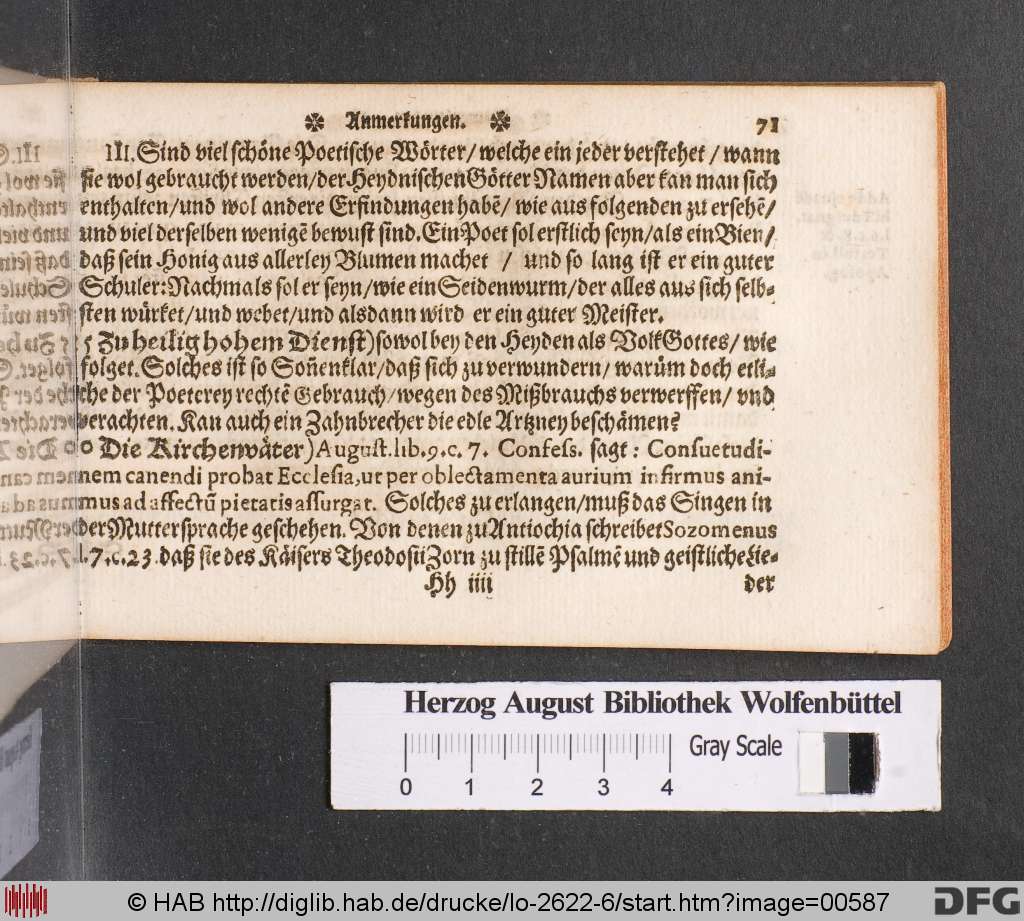 ❊ Anmerkungen. ❊ 71
III. Sind viel schöne Poetische Wörter/ welche ein jeder verstehet / wann
sie wol gebraucht werden/der Heydnischen Götter Namen aber kan man sich
enthalten/und wol andere Erfindungen habẽ/ wie aus folgenden zu ersehẽ/
und viel derselben wenigẽ bewust sind. Ein Poet sol erstlich seyn/als ein Bien/
daß sein Honig aus allerley Blumen machet / und so lang ist er ein guter
Schuler: Nachmals sol er seyn/wie ein Seidenwurm/der alles aus sich selb-
sten würket/und webet/und alsdann wird er ein guter Meister.
5 Zu heilig hohem Dienst) sowol bey den Heyden als Volk Gottes/ wie
folget. Solches ist so Soñenklar/daß sich zu verwundern/ warüm doch etli-
che der Poeterey rechtẽ Gebrauch/wegen des Mißbrauchs verwerffen/ und
verachten. Kan auch ein Zahnbrecher die edle Artzney beschämen?
Die Kirchenväter) August. lib. 9. c. 7. Confess. sagt: Consuetudi-
nem canendi probat Ecclesia, ut per oblectamenta aurium infirmus ani-
mus ad affectũ pietatis assurgat. Solches zu erlangen/muß das Singen in
der Muttersprache geschehen. Von denen zu Antiochia schreibet Sozomenus
l. 7. c. 23. daß sie des Käisers Theodosii Zorn zu stillẽ Psalmẽ und geistliche Lie-
Hh iiii der
Herzog August Bibliothek Wolfenbüttel
Gray Scale
0 1 2 3 4
© HAB http://diglib.hab.de/drucke/lo-2622-6/start.htm?image=00587
DFG